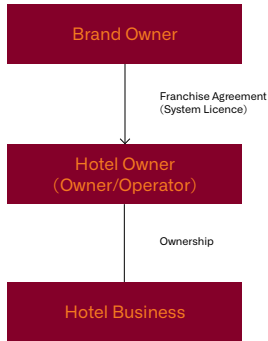 Brand Owner
Franchise Agreement
(System Licence)
Hotel Owner
(Owner/Operator)
Ownership
Hotel Business